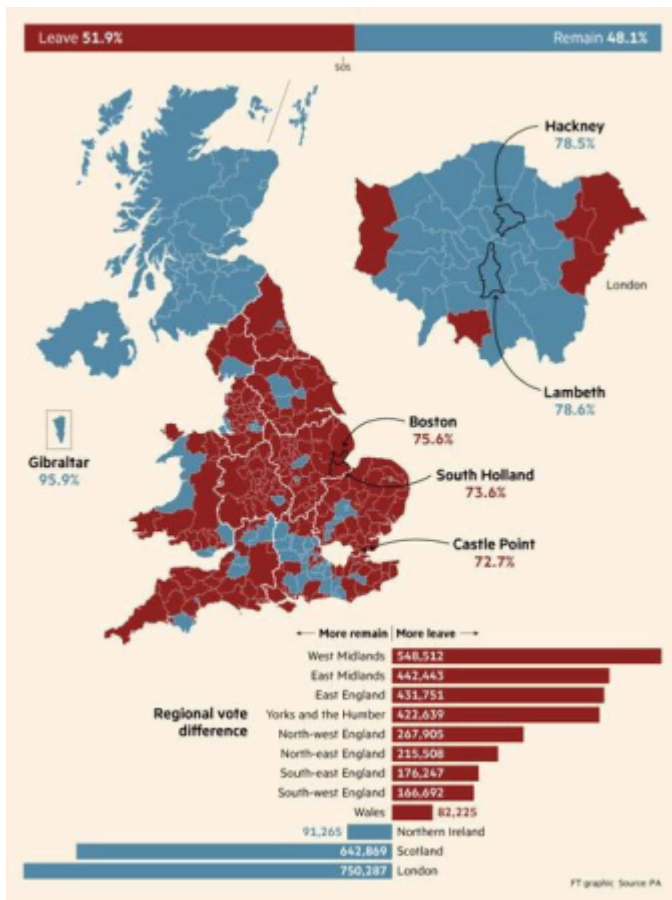 Leave 51.9%
Remain 48.1%
50%
Hackney
78.5%
London
Lambeth
78.6%
Boston
75.6%
Gibraltar
95.9%
South Holland
73.6%
Castle Point
72.7%
← More remain | More leave →
Regional vote
difference
West Midlands 548,512
East Midlands 442,443
East England 431,751
Yorks and the Humber 422,639
North-west England 267,905
North-east England 215,508
South-east England 176,247
South-west England 166,692
Wales 82,225
91,265 Northern Ireland
642,869 Scotland
750,287 London
FT graphic Source: PA